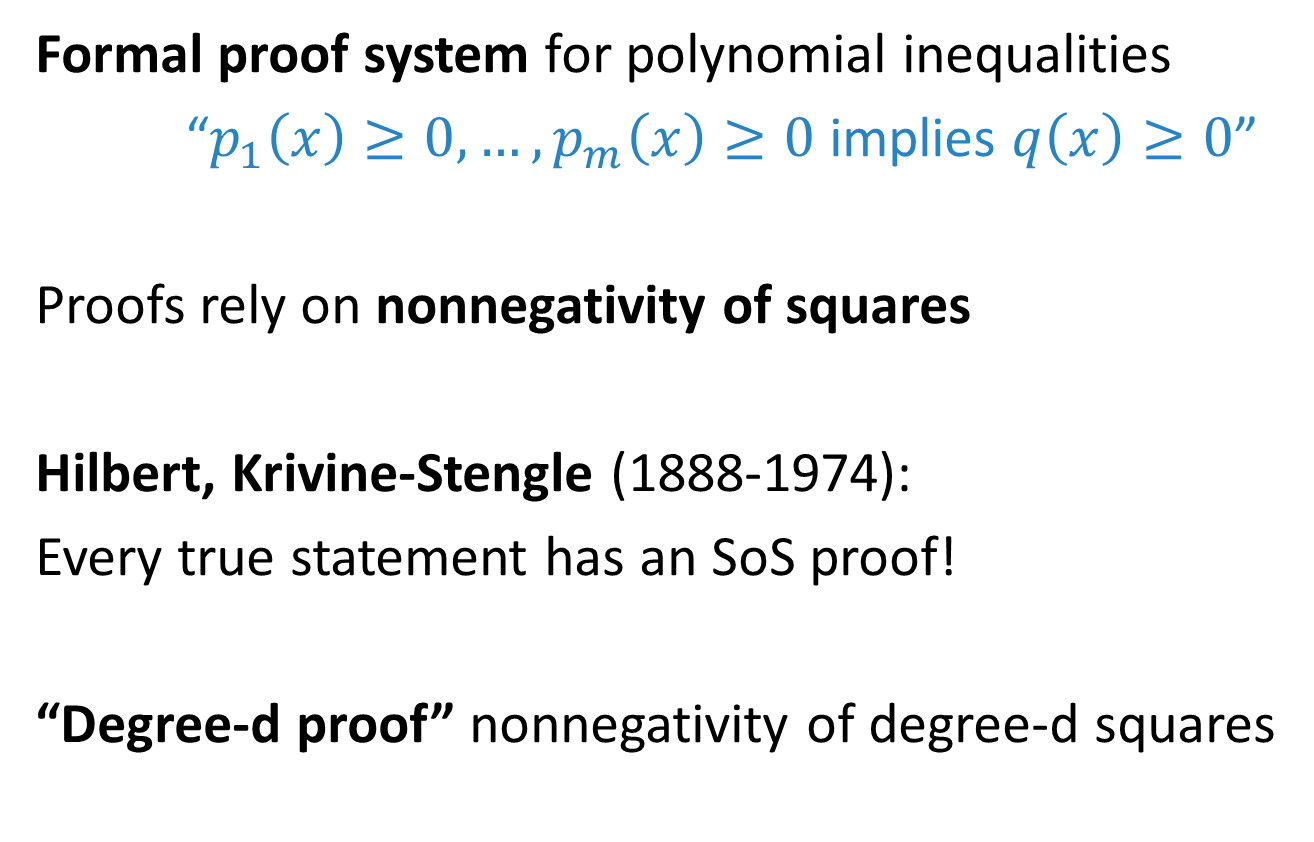 Formal proof system for polynomial inequalities
“p₁(x) ≥ 0, … , pₘ(x) ≥ 0 implies q(x) ≥ 0”
Proofs rely on nonnegativity of squares
Hilbert, Krivine-Stengle (1888-1974):
Every true statement has an SoS proof!
“Degree-d proof” nonnegativity of degree-d squares